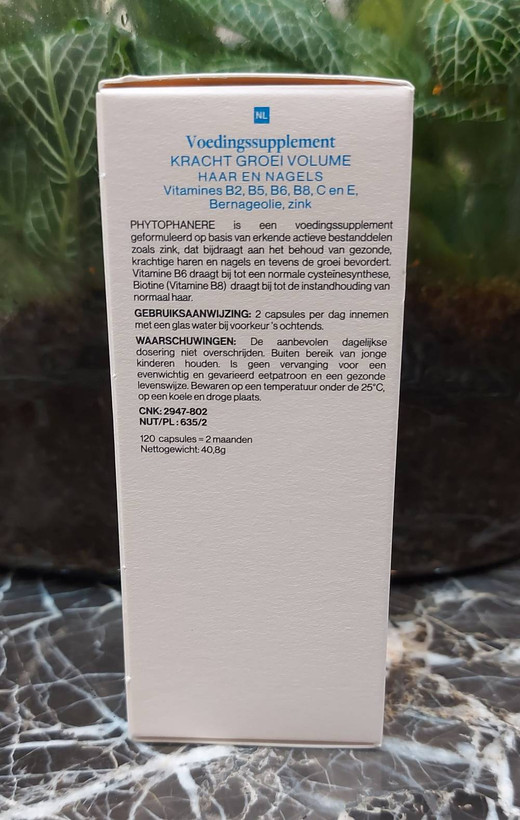 NL
Voedingssupplement
KRACHT GROEI VOLUME
HAAR EN NAGELS
Vitamines B2, B5, B6, B8, C en E,
Bernageolie, zink
PHYTOPHANERE is een voedingssupplement
geformuleerd op basis van erkende actieve bestanddelen
zoals zink, dat bijdraagt aan het behoud van gezonde,
krachtige haren en nagels en tevens de groei bevordert.
Vitamine B6 draagt bij tot een normale cysteïnesynthese,
Biotine (Vitamine B8) draagt bij tot de instandhouding van
normaal haar.
GEBRUIKSAANWIJZING: 2 capsules per dag innemen
met een glas water bij voorkeur 's ochtends.
WAARSCHUWINGEN: De aanbevolen dagelijkse
dosering niet overschrijden. Buiten bereik van jonge
kinderen houden. Is geen vervanging voor een
evenwichtig en gevarieerd eetpatroon en een gezonde
levenswijze. Bewaren op een temperatuur onder de 25°C,
op een koele en droge plaats.
CNK: 2947-802
NUT/PL : 635/2
120 capsules = 2 maanden
Nettogewicht: 40,8g